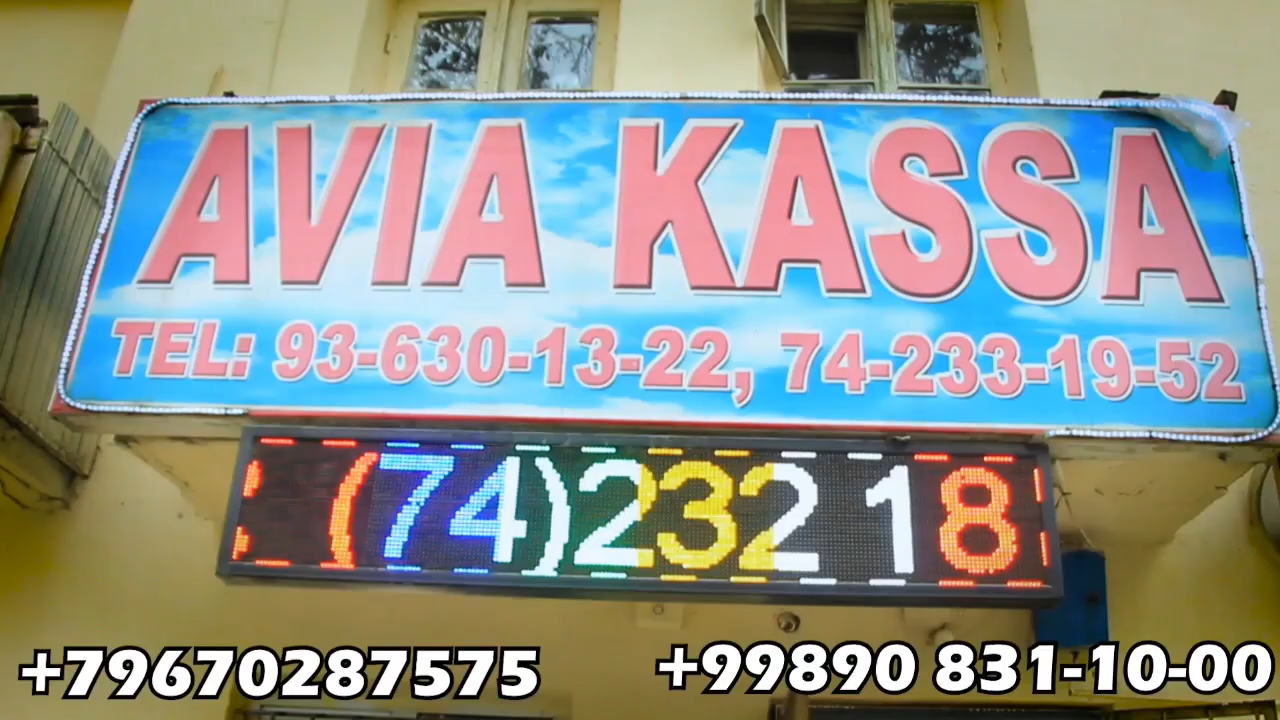 AVIA KASSA
TEL: 93-630-13-22, 74-233-19-52
(74)232 18
+79670287575 +99890 831-10-00